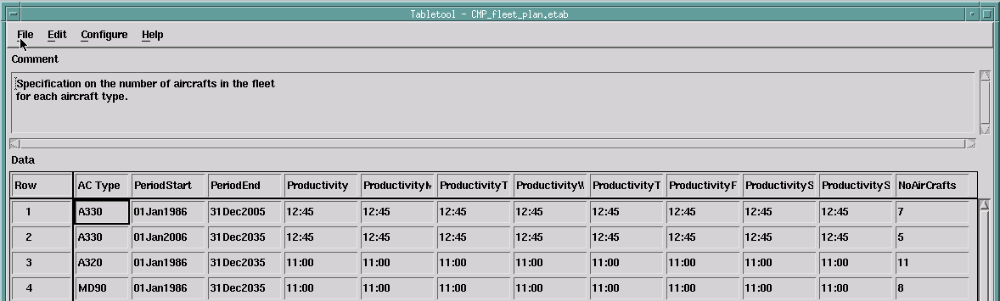 Tabletool - CMP_fleet_plan.etab
File Edit Configure Help
Comment
Specification on the number of aircrafts in the fleet
for each aircraft type.
Data
Row AC Type PeriodStart PeriodEnd Productivity ProductivityM ProductivityT ProductivityW ProductivityT ProductivityF ProductivityS ProductivityS NoAirCrafts
1 A330 01Jan1986 31Dec2005 12:45 12:45 12:45 12:45 12:45 12:45 12:45 12:45 7
2 A330 01Jan2006 31Dec2035 12:45 12:45 12:45 12:45 12:45 12:45 12:45 12:45 5
3 A320 01Jan1986 31Dec2035 11:00 11:00 11:00 11:00 11:00 11:00 11:00 11:00 11
4 MD90 01Jan1986 31Dec2035 11:00 11:00 11:00 11:00 11:00 11:00 11:00 11:00 8